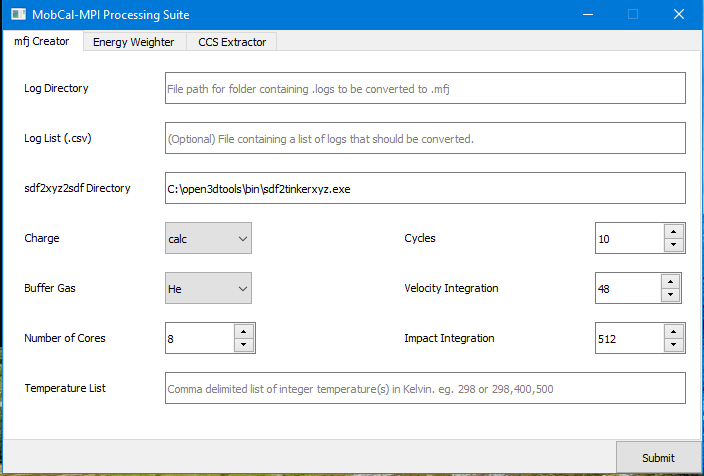 MobCal-MPI Processing Suite
mfj Creator Energy Weighter CCS Extractor
Log Directory File path for folder containing .logs to be converted to .mfj
Log List (.csv) (Optional) File containing a list of logs that should be converted.
sdf2xyz2sdf Directory C:\open3dtools\bin\sdf2tinkerxyz.exe
Charge calc Cycles 10
Buffer Gas He Velocity Integration 48
Number of Cores 8 Impact Integration 512
Temperature List Comma delimited list of integer temperature(s) in Kelvin. eg. 298 or 298,400,500
Submit